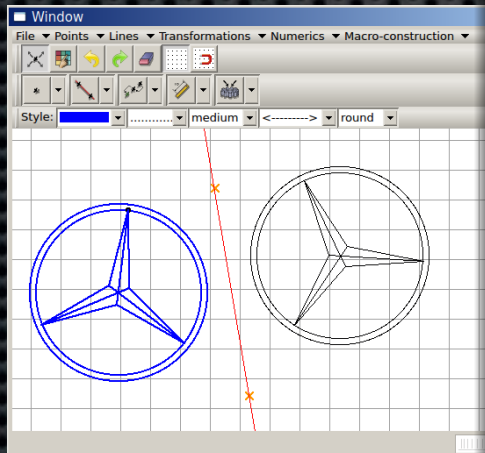 Window
File Points Lines Transformations Numerics Macro-construction
Style: ............ medium <---------> round